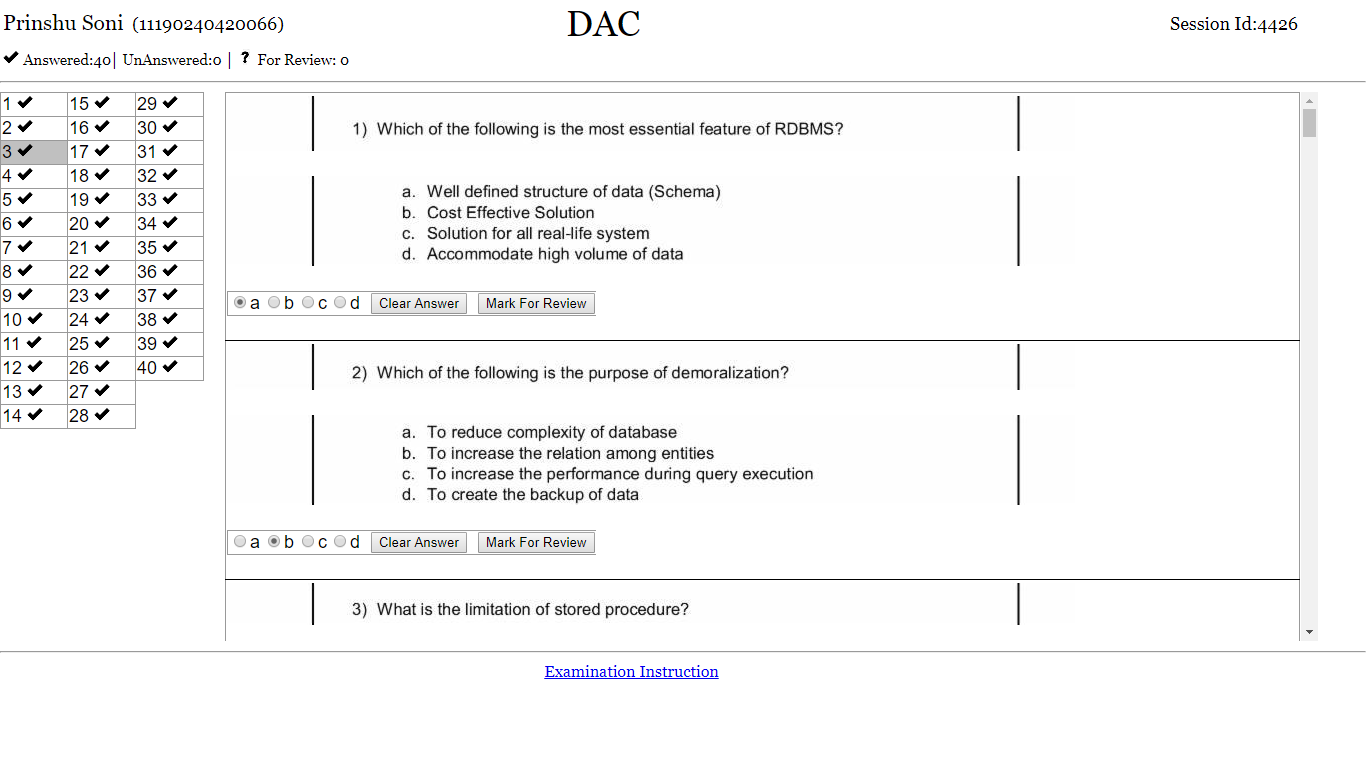 Prinshu Soni (11190240420066)
DAC
Session Id:4426
✔ Answered:40| UnAnswered:0 | ? For Review: 0
1 ✔ 15 ✔ 29 ✔
2 ✔ 16 ✔ 30 ✔
3 ✔ 17 ✔ 31 ✔
4 ✔ 18 ✔ 32 ✔
5 ✔ 19 ✔ 33 ✔
6 ✔ 20 ✔ 34 ✔
7 ✔ 21 ✔ 35 ✔
8 ✔ 22 ✔ 36 ✔
9 ✔ 23 ✔ 37 ✔
10 ✔ 24 ✔ 38 ✔
11 ✔ 25 ✔ 39 ✔
12 ✔ 26 ✔ 40 ✔
13 ✔ 27 ✔
14 ✔ 28 ✔
1) Which of the following is the most essential feature of RDBMS?
a. Well defined structure of data (Schema)
b. Cost Effective Solution
c. Solution for all real-life system
d. Accommodate high volume of data
a b c d Clear Answer Mark For Review
2) Which of the following is the purpose of demoralization?
a. To reduce complexity of database
b. To increase the relation among entities
c. To increase the performance during query execution
d. To create the backup of data
a b c d Clear Answer Mark For Review
3) What is the limitation of stored procedure?
Examination Instruction